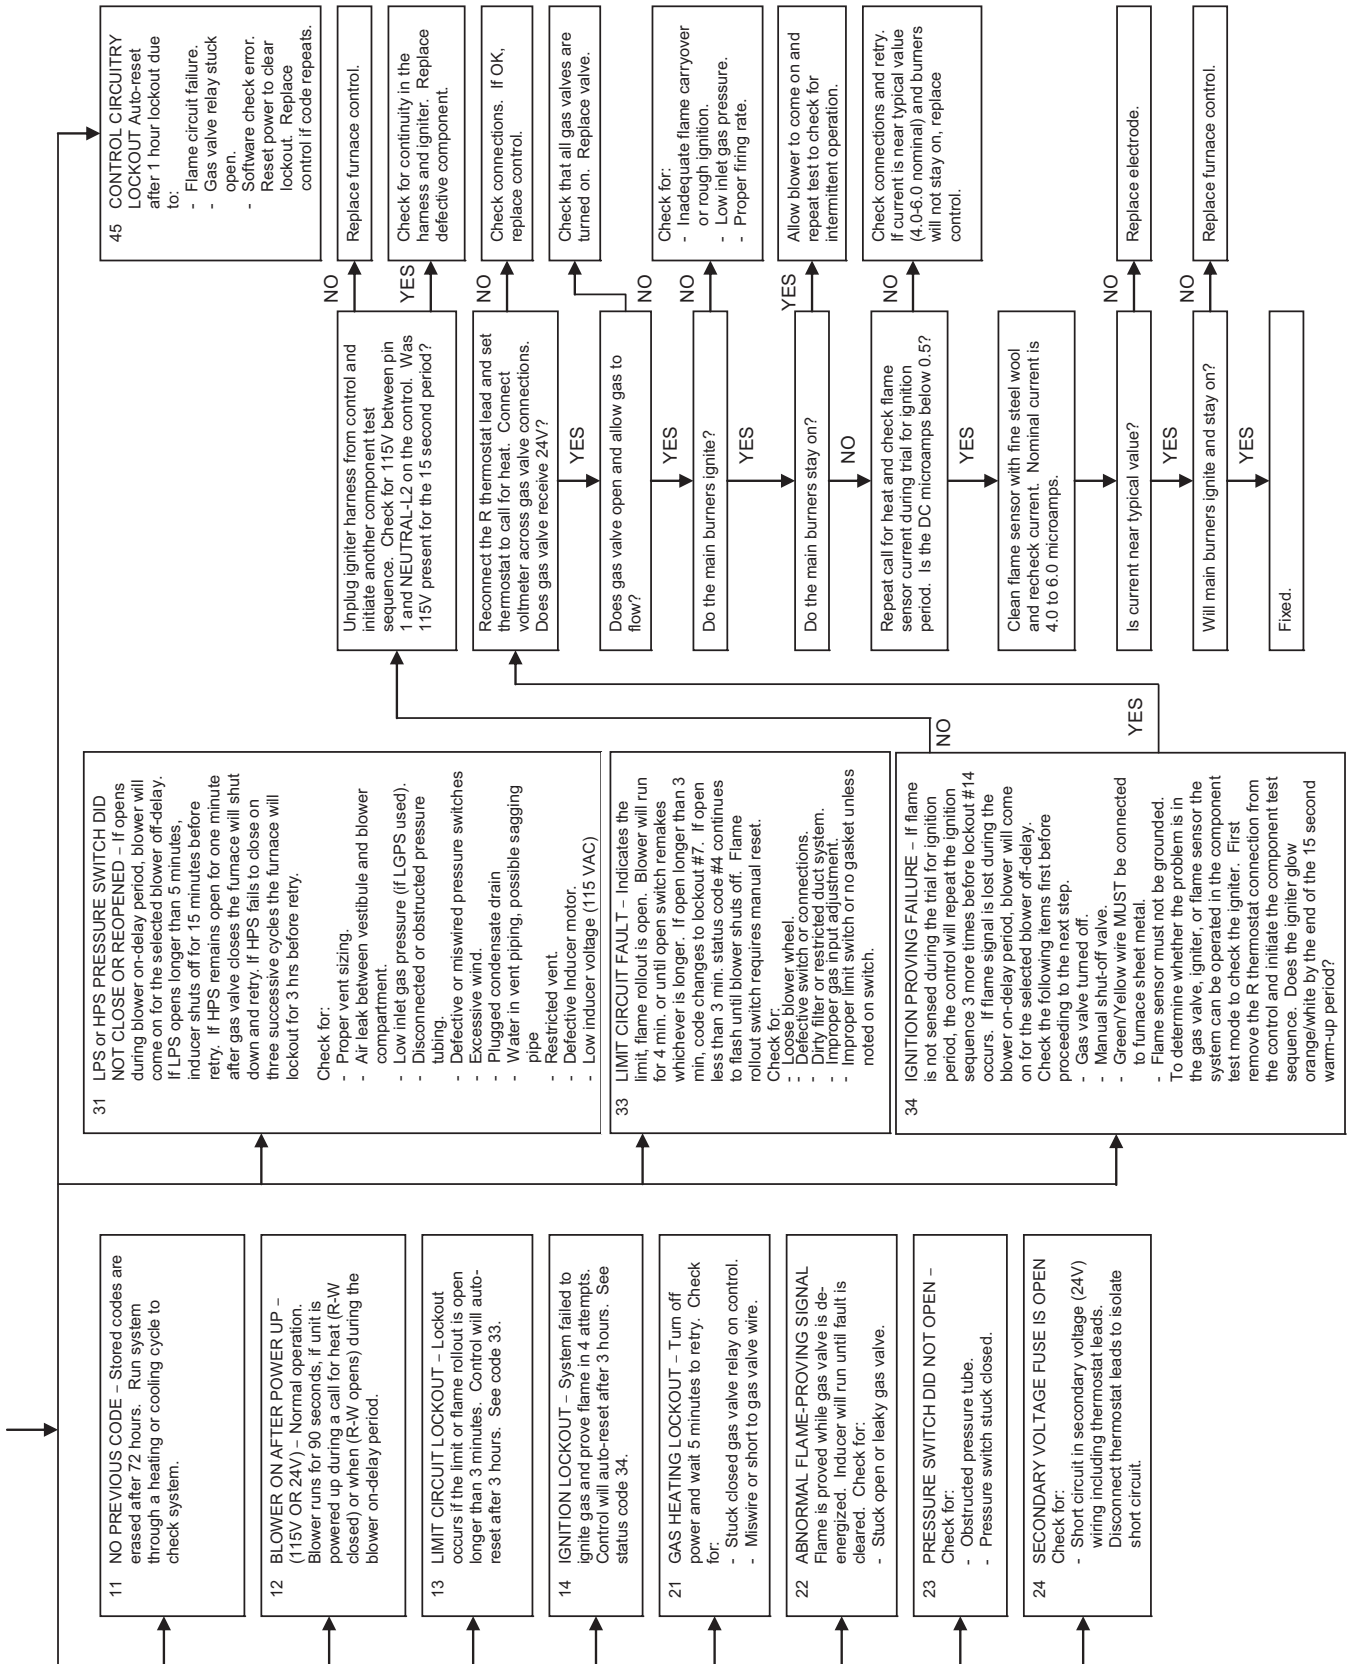 11 NO PREVIOUS CODE – Stored codes are
erased after 72 hours. Run system
through a heating or cooling cycle to
check system.
12 BLOWER ON AFTER POWER UP –
(115V OR 24V) – Normal operation.
Blower runs for 90 seconds, if unit is
powered up during a call for heat (R-W
closed) or when (R-W opens) during the
blower on-delay period.
13 LIMIT CIRCUIT LOCKOUT – Lockout
occurs if the limit or flame rollout is open
longer than 3 minutes. Control will auto-
reset after 3 hours. See code 33.
14 IGNITION LOCKOUT – System failed to
ignite gas and prove flame in 4 attempts.
Control will auto-reset after 3 hours. See
status code 34.
21 GAS HEATING LOCKOUT – Turn off
power and wait 5 minutes to retry. Check
for:
- Stuck closed gas valve relay on control.
- Miswire or short to gas valve wire.
22 ABNORMAL FLAME-PROVING SIGNAL
Flame is proved while gas valve is de-
energized. Inducer will run until fault is
cleared. Check for:
- Stuck open or leaky gas valve.
23 PRESSURE SWITCH DID NOT OPEN –
Check for:
- Obstructed pressure tube.
- Pressure switch stuck closed.
24 SECONDARY VOLTAGE FUSE IS OPEN
Check for:
- Short circuit in secondary voltage (24V)
wiring including thermostat leads.
Disconnect thermostat leads to isolate
short circuit.
31 LPS or HPS PRESSURE SWITCH DID
NOT CLOSE OR REOPENED – If opens
during blower on-delay period, blower will
come on for the selected blower off-delay.
If LPS opens longer than 5 minutes,
inducer shuts off for 15 minutes before
retry. If HPS remains open for one minute
after gas valve closes the furnace will shut
down and retry. If HPS fails to close on
three successive cycles the furnace will
lockout for 3 hrs before retry.
Check for:
- Proper vent sizing.
- Air leak between vestibule and blower
compartment.
- Low inlet gas pressure (if LGPS used).
- Disconnected or obstructed pressure
tubing.
- Defective or miswired pressure switches
- Excessive wind.
- Plugged condensate drain
- Water in vent piping, possible sagging
pipe
- Restricted vent.
- Defective Inducer motor.
- Low inducer voltage (115 VAC)
33 LIMIT CIRCUIT FAULT – Indicates the
limit, flame rollout is open. Blower will run
for 4 min. or until open switch remakes
whichever is longer. If open longer than 3
min, code changes to lockout #7. If open
less than 3 min. status code #4 continues
to flash until blower shuts off. Flame
rollout switch requires manual reset.
Check for:
- Loose blower wheel.
- Defective switch or connections.
- Dirty filter or restricted duct system.
- Improper gas input adjustment.
- Improper limit switch or no gasket unless
noted on switch.
34 IGNITION PROVING FAILURE – If flame
is not sensed during the trial for ignition
period, the control will repeat the ignition
sequence 3 more times before lockout #14
occurs. If flame signal is lost during the
blower on-delay period, blower will come
on for the selected blower off-delay.
Check the following items first before
proceeding to the next step.
- Gas valve turned off.
- Manual shut-off valve.
- Green/Yellow wire MUST be connected
to furnace sheet metal.
- Flame sensor must not be grounded.
To determine whether the problem is in
the gas valve, igniter, or flame sensor the
system can be operated in the component
test mode to check the igniter. First
remove the R thermostat connection from
the control and initiate the component test
sequence. Does the igniter glow
orange/white by the end of the 15 second
warm-up period?
NO
YES
Unplug igniter harness from control and
initiate another component test
sequence. Check for 115V between pin
1 and NEUTRAL-L2 on the control. Was
115V present for the 15 second period?
NO
YES
Reconnect the R thermostat lead and set
thermostat to call for heat. Connect
voltmeter across gas valve connections.
Does gas valve receive 24V?
NO
YES
Does gas valve open and allow gas to
flow?
NO
YES
Do the main burners ignite?
NO
YES
Do the main burners stay on?
YES
NO
Repeat call for heat and check flame
sensor current during trial for ignition
period. Is the DC microamps below 0.5?
NO
YES
Clean flame sensor with fine steel wool
and recheck current. Nominal current is
4.0 to 6.0 microamps.
Is current near typical value?
NO
YES
Will main burners ignite and stay on?
NO
YES
Fixed.
45 CONTROL CIRCUITRY
LOCKOUT Auto-reset
after 1 hour lockout due
to:
- Flame circuit failure.
- Gas valve relay stuck
open.
- Software check error.
Reset power to clear
lockout. Replace
control if code repeats.
Replace furnace control.
Check for continuity in the
harness and igniter. Replace
defective component.
Check connections. If OK,
replace control.
Check that all gas valves are
turned on. Replace valve.
Check for:
- Inadequate flame carryover
or rough ignition.
- Low inlet gas pressure.
- Proper firing rate.
Allow blower to come on and
repeat test to check for
intermittent operation.
Check connections and retry.
If current is near typical value
(4.0-6.0 nominal) and burners
will not stay on, replace
control.
Replace electrode.
Replace furnace control.